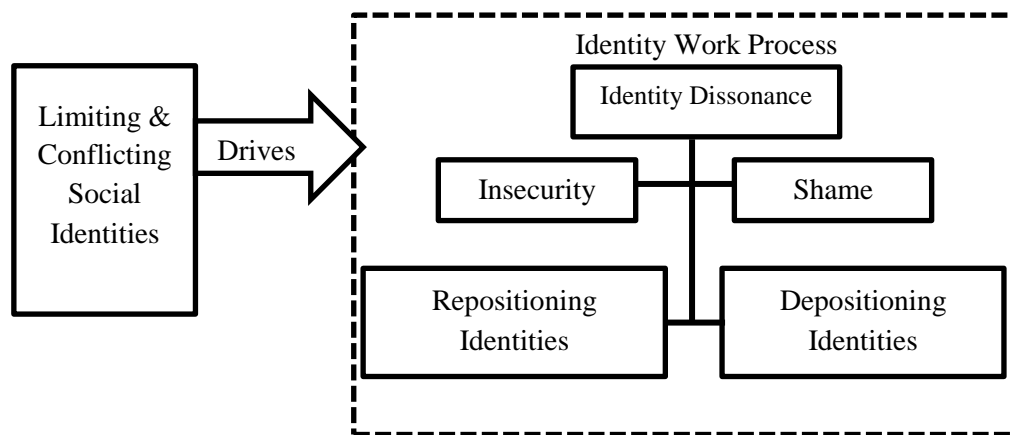 Limiting &
Conflicting
Social
Identities
Drives
Identity Work Process
Identity Dissonance
Insecurity
Shame
Repositioning
Identities
Depositioning
Identities